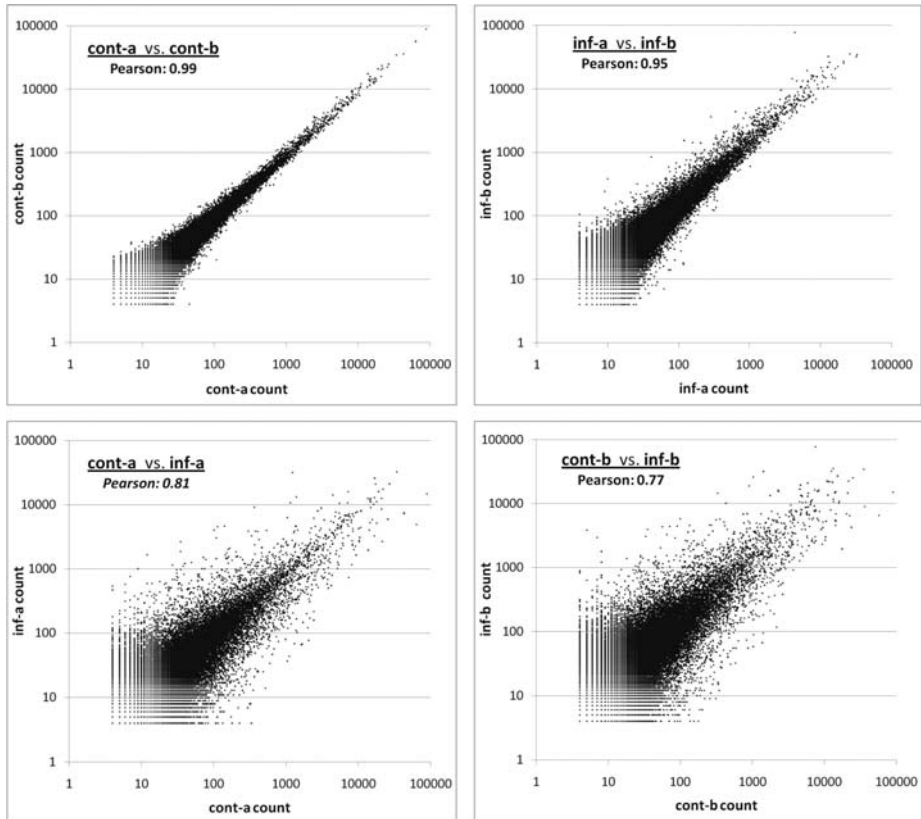 cont-a vs. cont-b
Pearson: 0.99
cont-b count
100000
10000
1000
100
10
1
1 10 100 1000 10000 100000
cont-a count
inf-a vs. inf-b
Pearson: 0.95
inf-b count
100000
10000
1000
100
10
1
1 10 100 1000 10000 100000
inf-a count
cont-a vs. inf-a
Pearson: 0.81
inf-a count
100000
10000
1000
100
10
1
1 10 100 1000 10000 100000
cont-a count
cont-b vs. inf-b
Pearson: 0.77
inf-b count
100000
10000
1000
100
10
1
1 10 100 1000 10000 100000
cont-b count